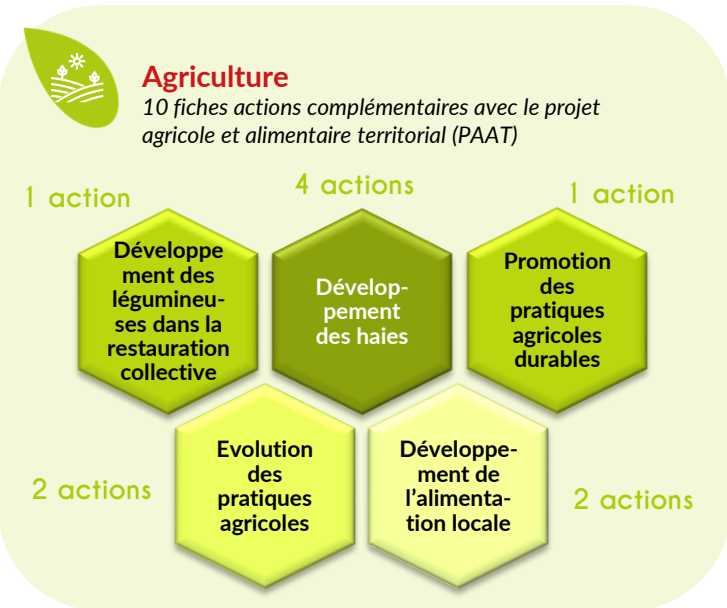 Agriculture
10 fiches actions complémentaires avec le projet
agricole et alimentaire territorial (PAAT)
1 action
4 actions
1 action
Développe
ment des
légumineu-
ses dans la
restauration
collective
Dévelop-
pement
des haies
Promotion
des
pratiques
agricoles
durables
2 actions
Evolution
des
pratiques
agricoles
Développe-
ment de
l’alimenta-
tion locale
2 actions